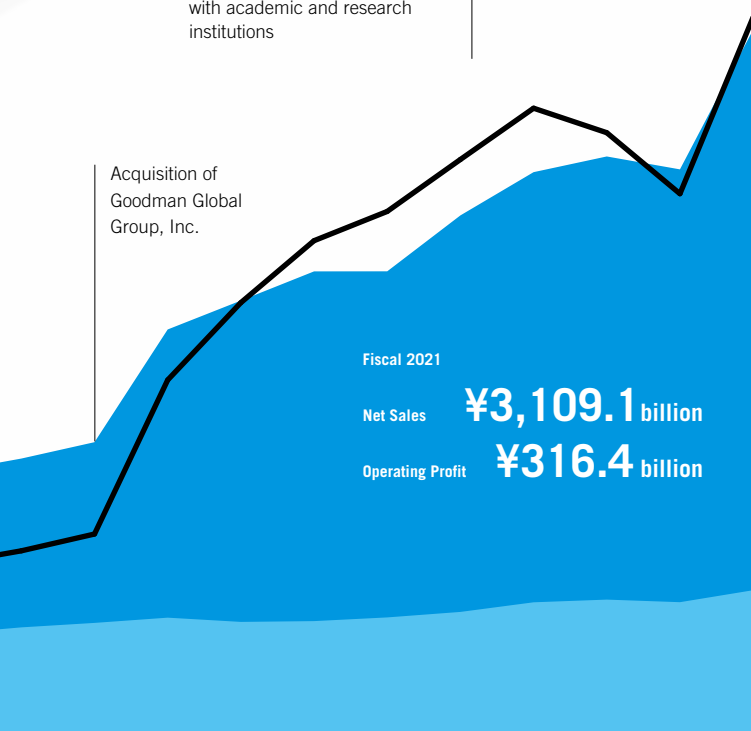 with academic and research
institutions
Acquisition of
Goodman Global
Group, Inc.
Fiscal 2021
Net Sales ¥3,109.1 billion
Operating Profit ¥316.4 billion